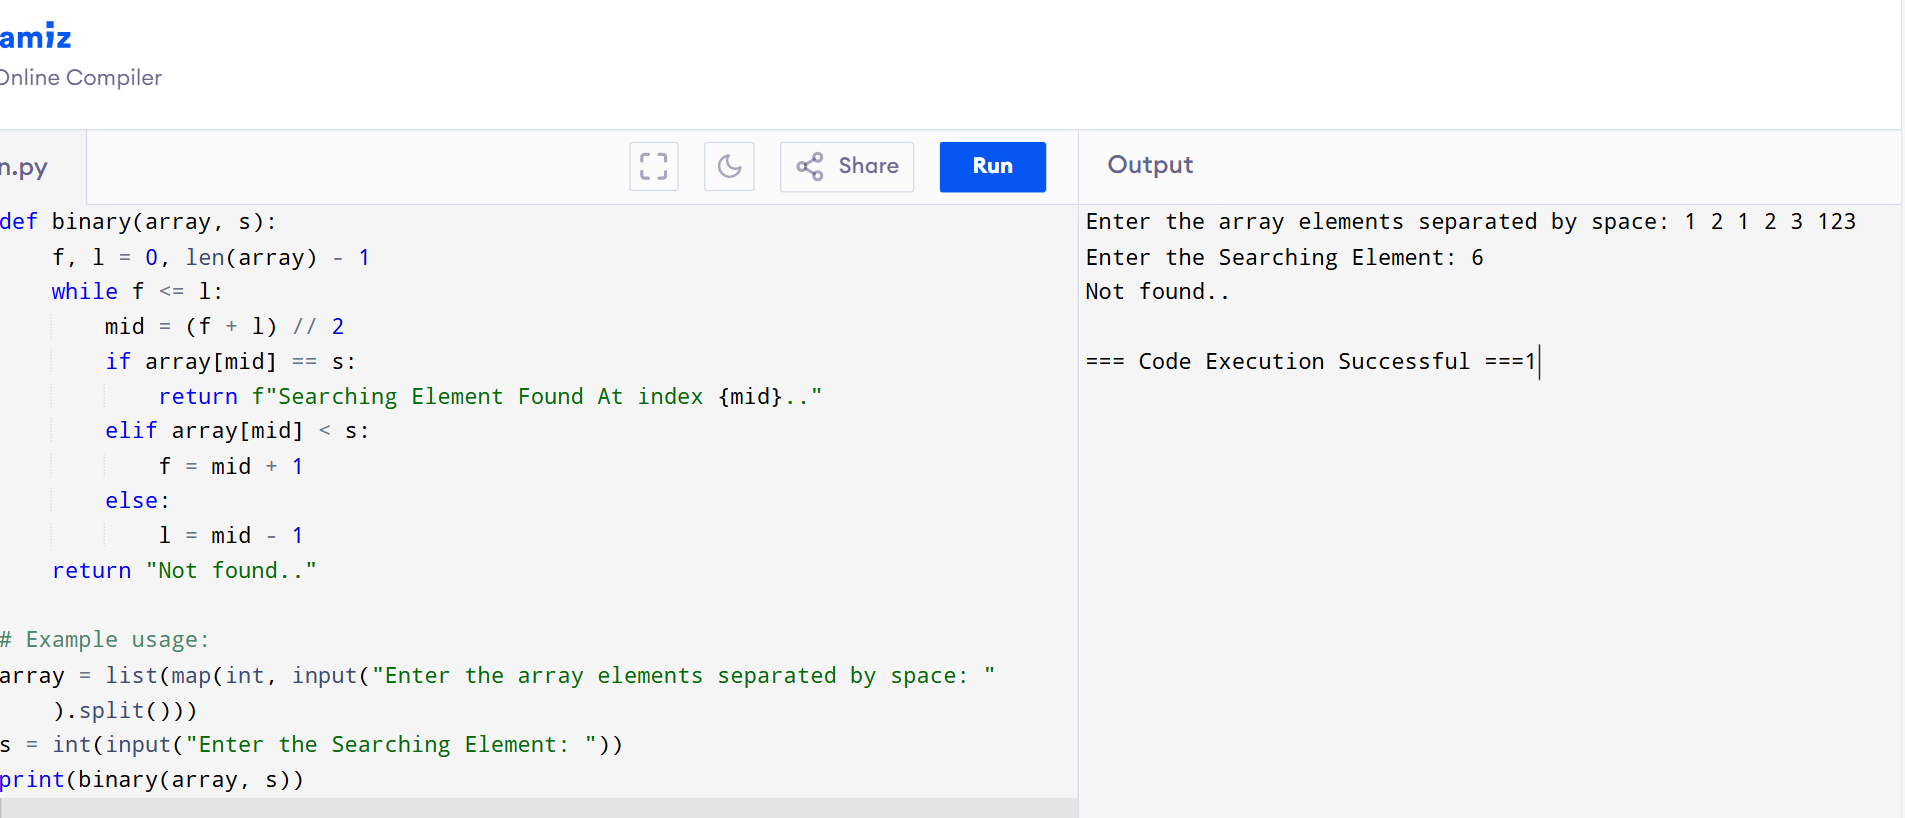 amiz
Online Compiler
n.py
Share
Run
Output
def binary(array, s):
    f, l = 0, len(array) - 1
    while f <= l:
        mid = (f + l) // 2
        if array[mid] == s:
            return f"Searching Element Found At index {mid}.."
        elif array[mid] < s:
            f = mid + 1
        else:
            l = mid - 1
    return "Not found.."
# Example usage:
array = list(map(int, input("Enter the array elements separated by space: "
    ).split()))
s = int(input("Enter the Searching Element: "))
print(binary(array, s))
Enter the array elements separated by space: 1 2 1 2 3 123
Enter the Searching Element: 6
Not found..
=== Code Execution Successful ===1